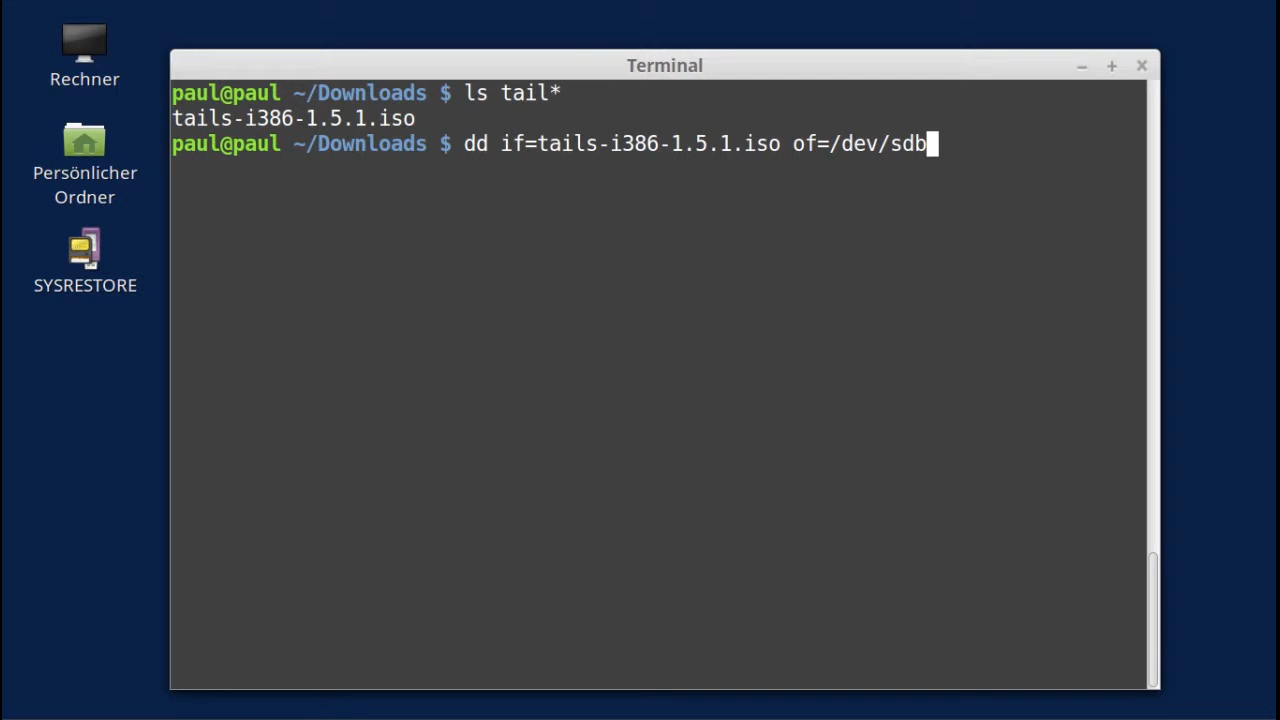 Rechner
Persönlicher
Ordner
SYSRESTORE
Terminal
paul@paul ~/Downloads $ ls tail*
tails-i386-1.5.1.iso
paul@paul ~/Downloads $ dd if=tails-i386-1.5.1.iso of=/dev/sdb